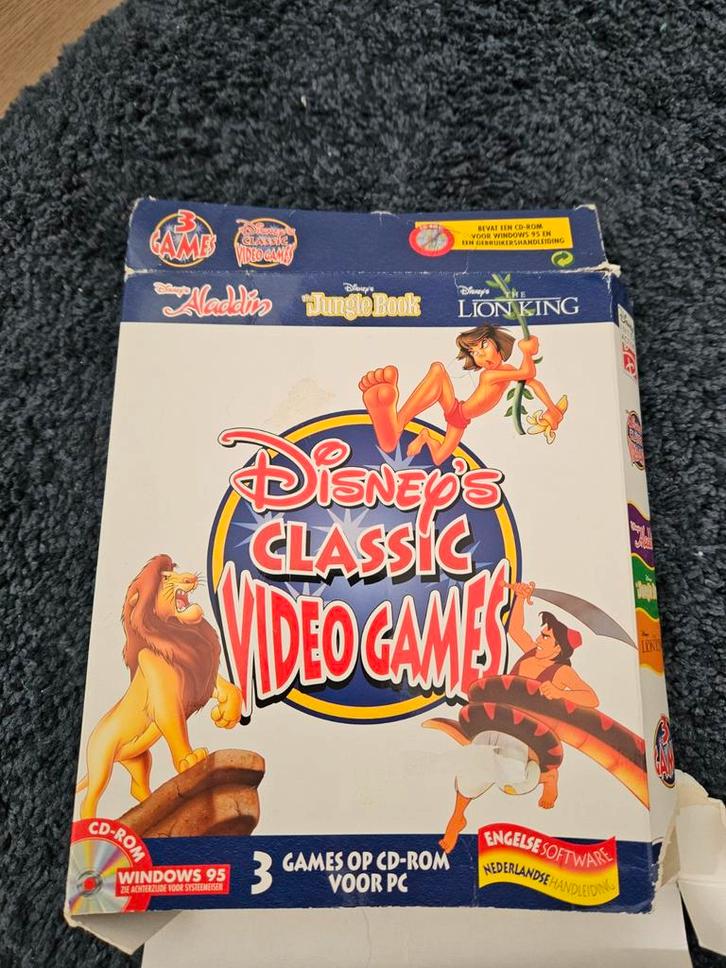 3
GAMES
Disney's
CLASSIC
VIDEO GAMES
BEVAT EEN CD-ROM
VOOR WINDOWS 95 EN
EEN GEBRUIKERSHANDLEIDING
Disney's Aladdin
Disney's
The Jungle Book
Disney's THE
LION KING
DISNEY'S
CLASSIC
VIDEO GAMES
CD-ROM
WINDOWS 95
ZIE ACHTERZIJDE VOOR SYSTEEMEISEN
3 GAMES OP CD-ROM
VOOR PC
ENGELSE SOFTWARE
NEDERLANDSE HANDLEIDING